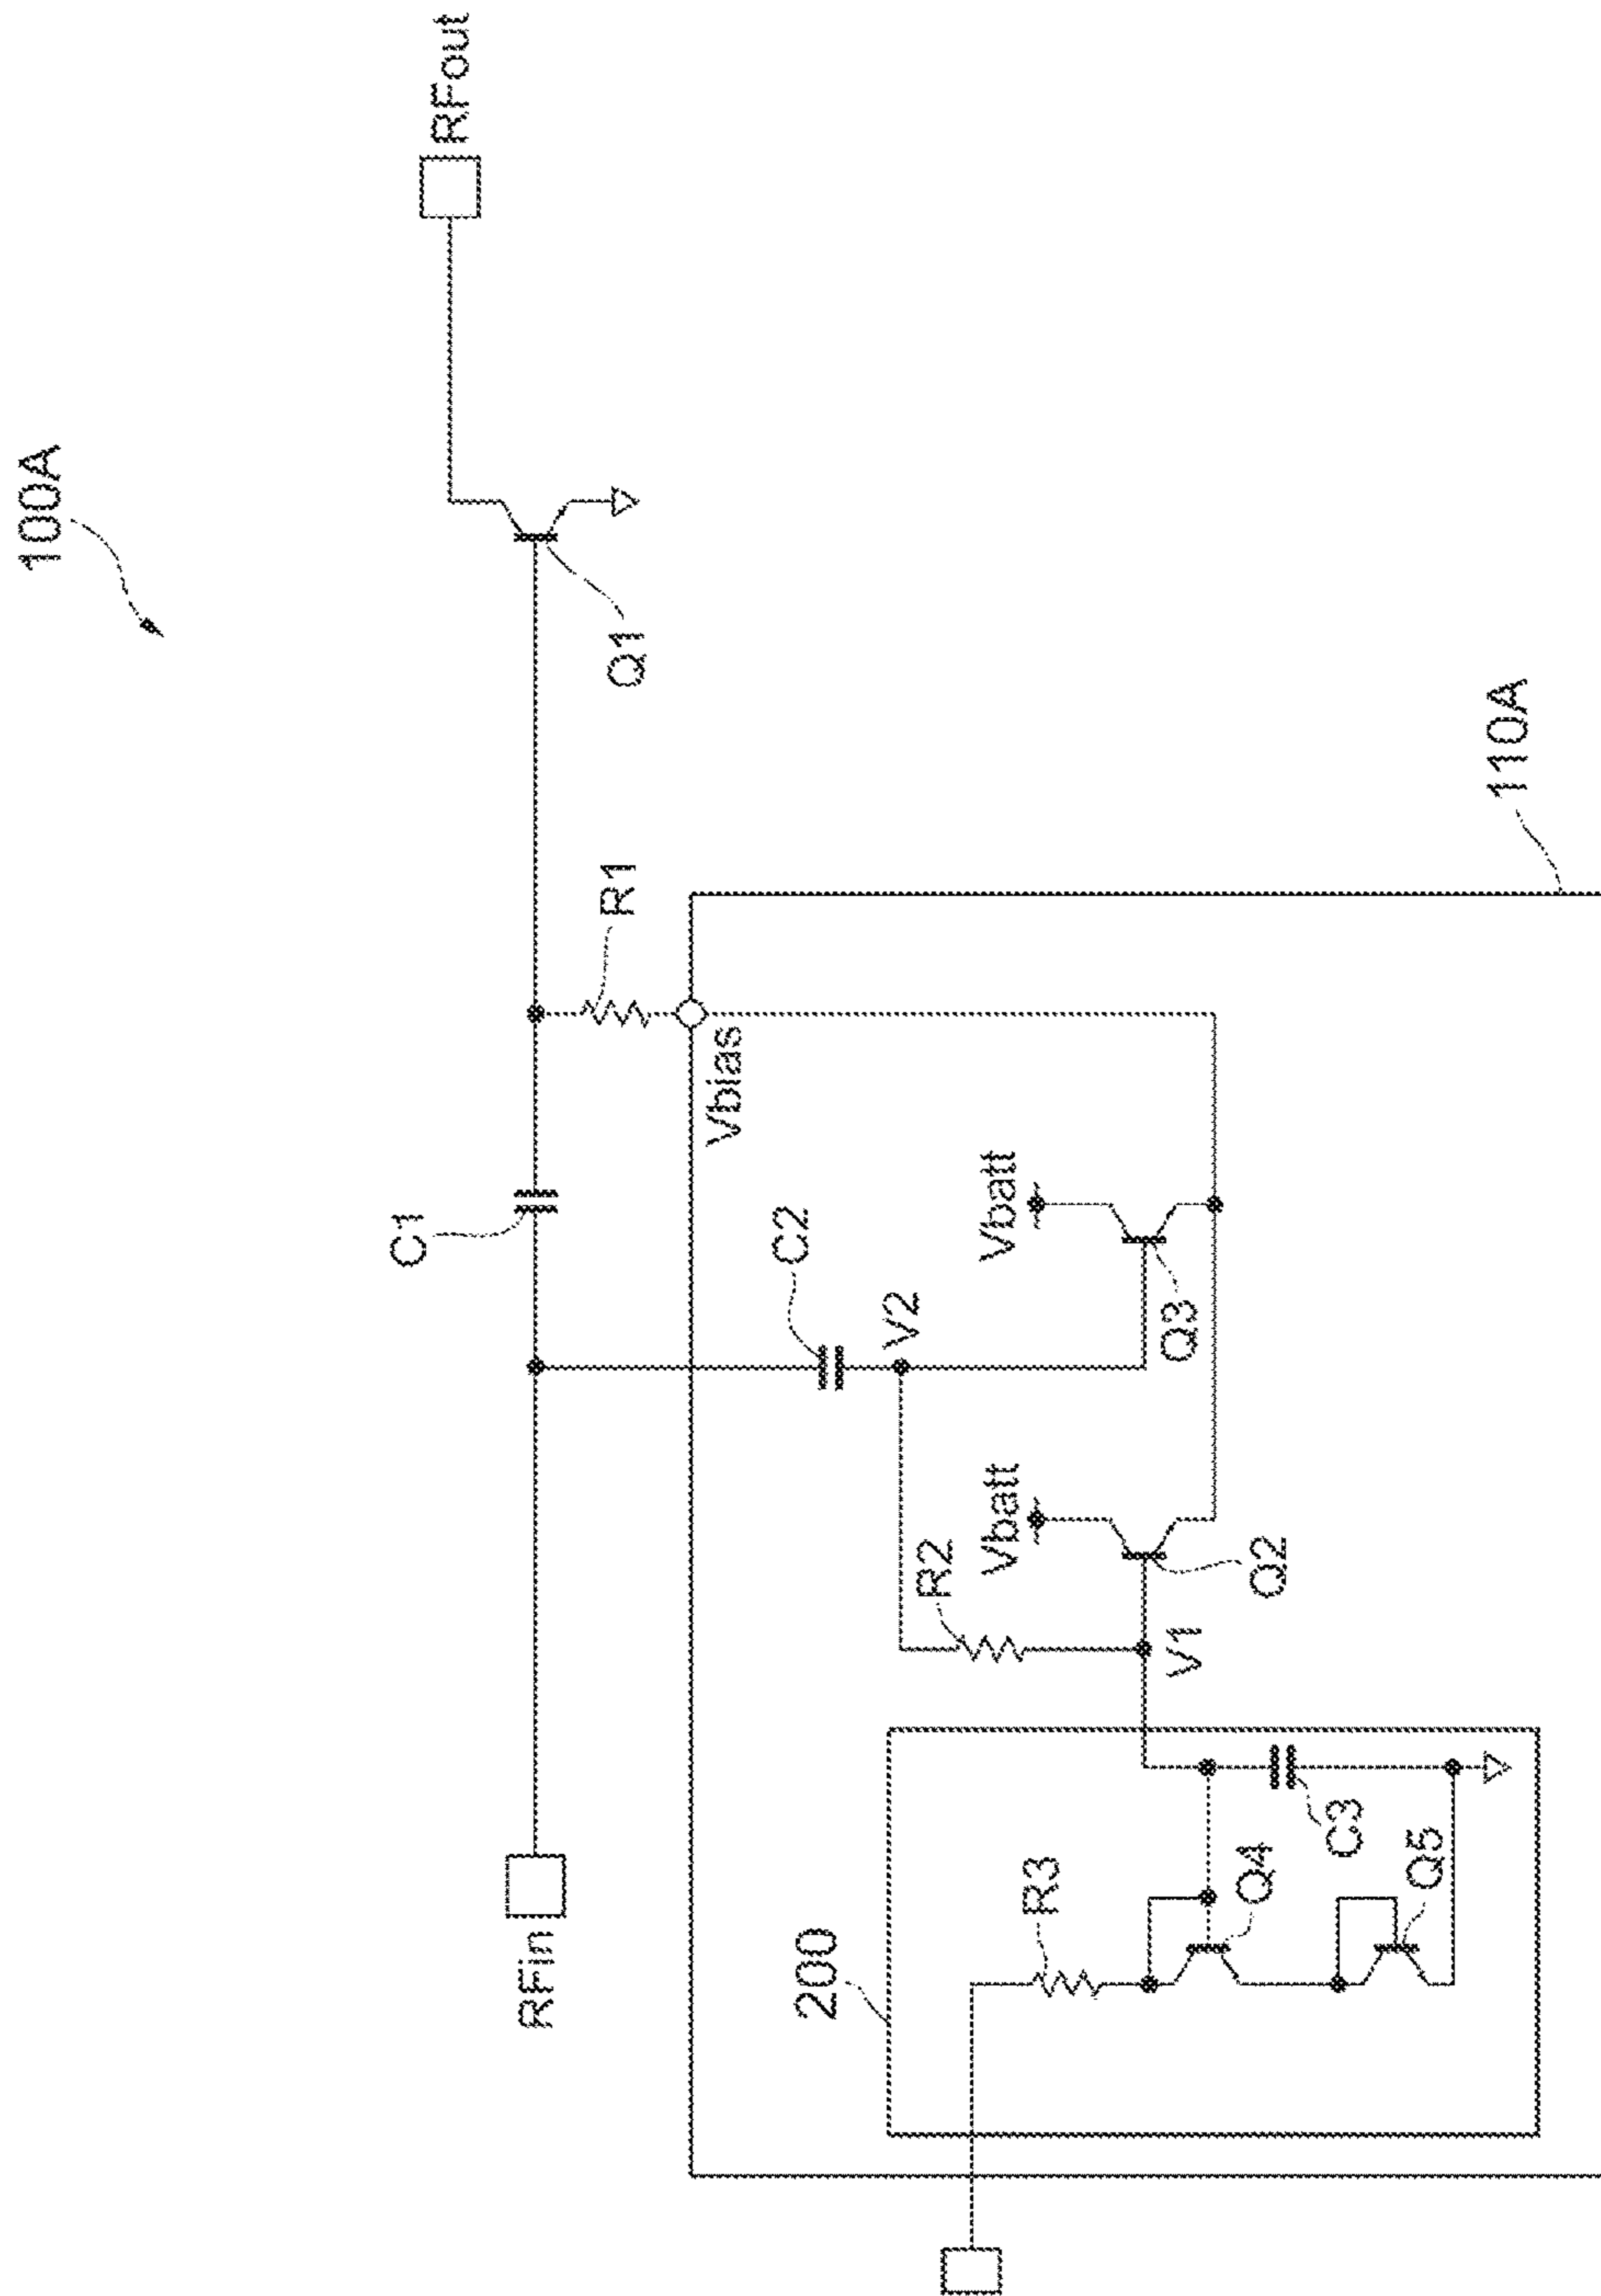 100A
RFout
Q1
C1
R1
RFin
Vbias
C2
V2
Vbatt
Vbatt
R2
Q3
Q2
V1
200
R3
Q4
C3
Q5
110A